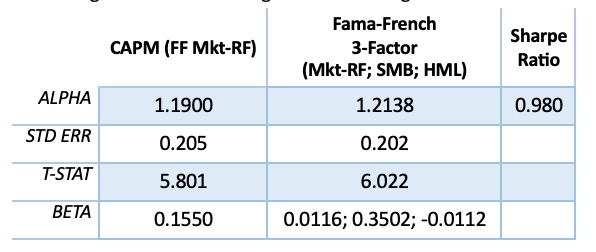 CAPM (FF Mkt-RF)
Fama-French
3-Factor
(Mkt-RF; SMB; HML)
Sharpe
Ratio
ALPHA 1.1900 1.2138 0.980
STD ERR 0.205 0.202
T-STAT 5.801 6.022
BETA 0.1550 0.0116; 0.3502; -0.0112